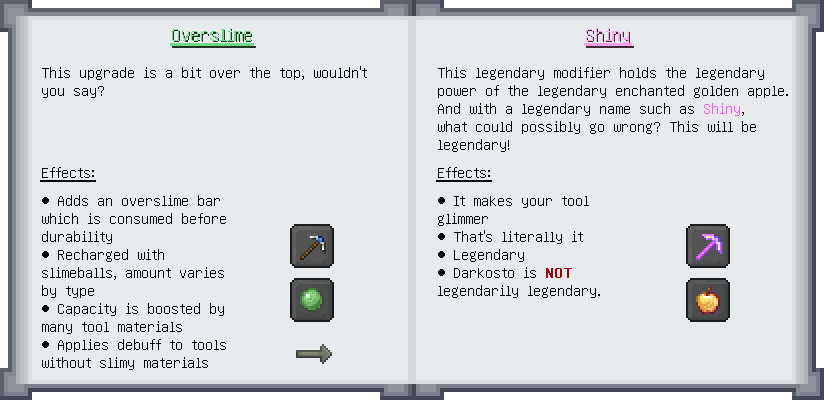 Overslime
This upgrade is a bit over the top, wouldn't
you say?
Effects:
• Adds an overslime bar
which is consumed before
durability
• Recharged with
slimeballs, amount varies
by type
• Capacity is boosted by
many tool materials
• Applies debuff to tools
without slimy materials
Shiny
This legendary modifier holds the legendary
power of the legendary enchanted golden apple.
And with a legendary name such as Shiny,
what could possibly go wrong? This will be
legendary!
Effects:
• It makes your tool
glimmer
• That's literally it
• Legendary
• Darkosto is NOT
legendarily legendary.